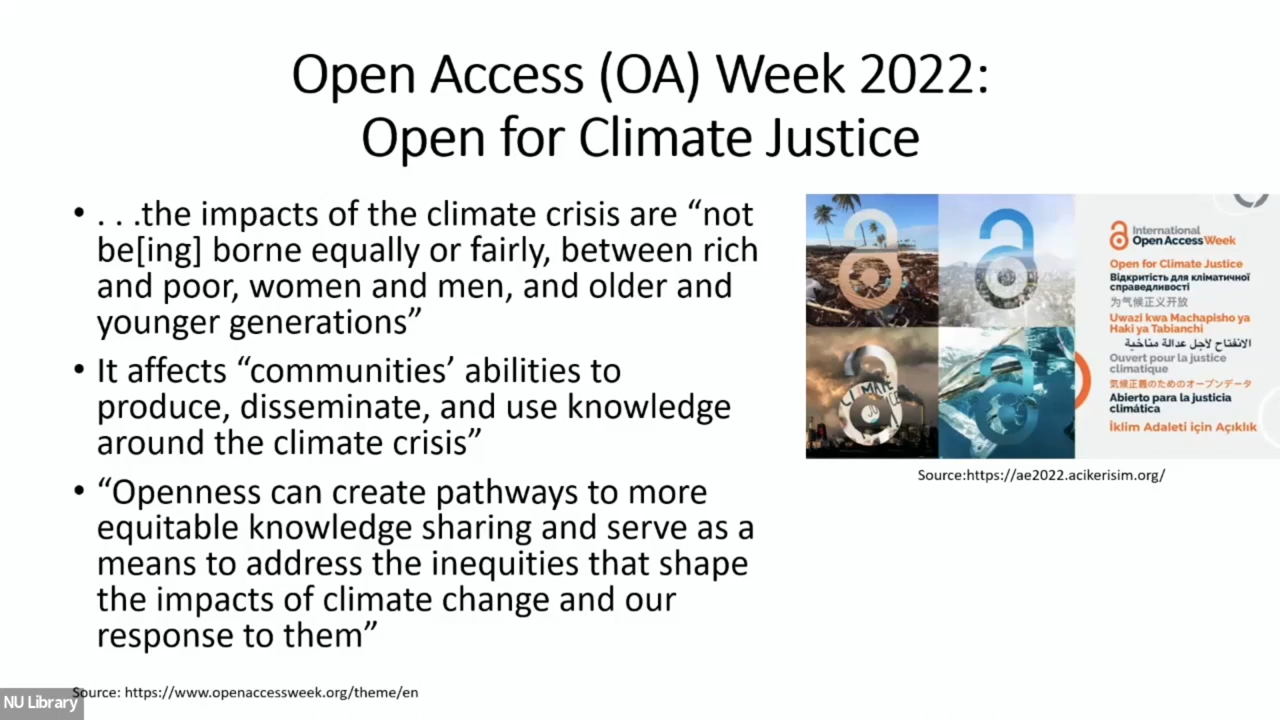 Open Access (OA) Week 2022:
Open for Climate Justice
• . . .the impacts of the climate crisis are “not
be[ing] borne equally or fairly, between rich
and poor, women and men, and older and
younger generations”
• It affects “communities’ abilities to
produce, disseminate, and use knowledge
around the climate crisis”
• “Openness can create pathways to more
equitable knowledge sharing and serve as a
means to address the inequities that shape
the impacts of climate change and our
response to them”
CLIMATE
International
Open Access Week
Open for Climate Justice
Відкритість для кліматичної
справедливості
为气候正义开放
Uwazi kwa Machapisho ya
Haki ya Tabianchi
الانفتاح لأجل عدالة مناخية
Ouvert pour la justice
climatique
気候正義のためのオープンデータ
Abierto para la justicia
climática
İklim Adaleti için Açıklık
Source:https://ae2022.acikerisim.org/
Source: https://www.openaccessweek.org/theme/en
NU Library